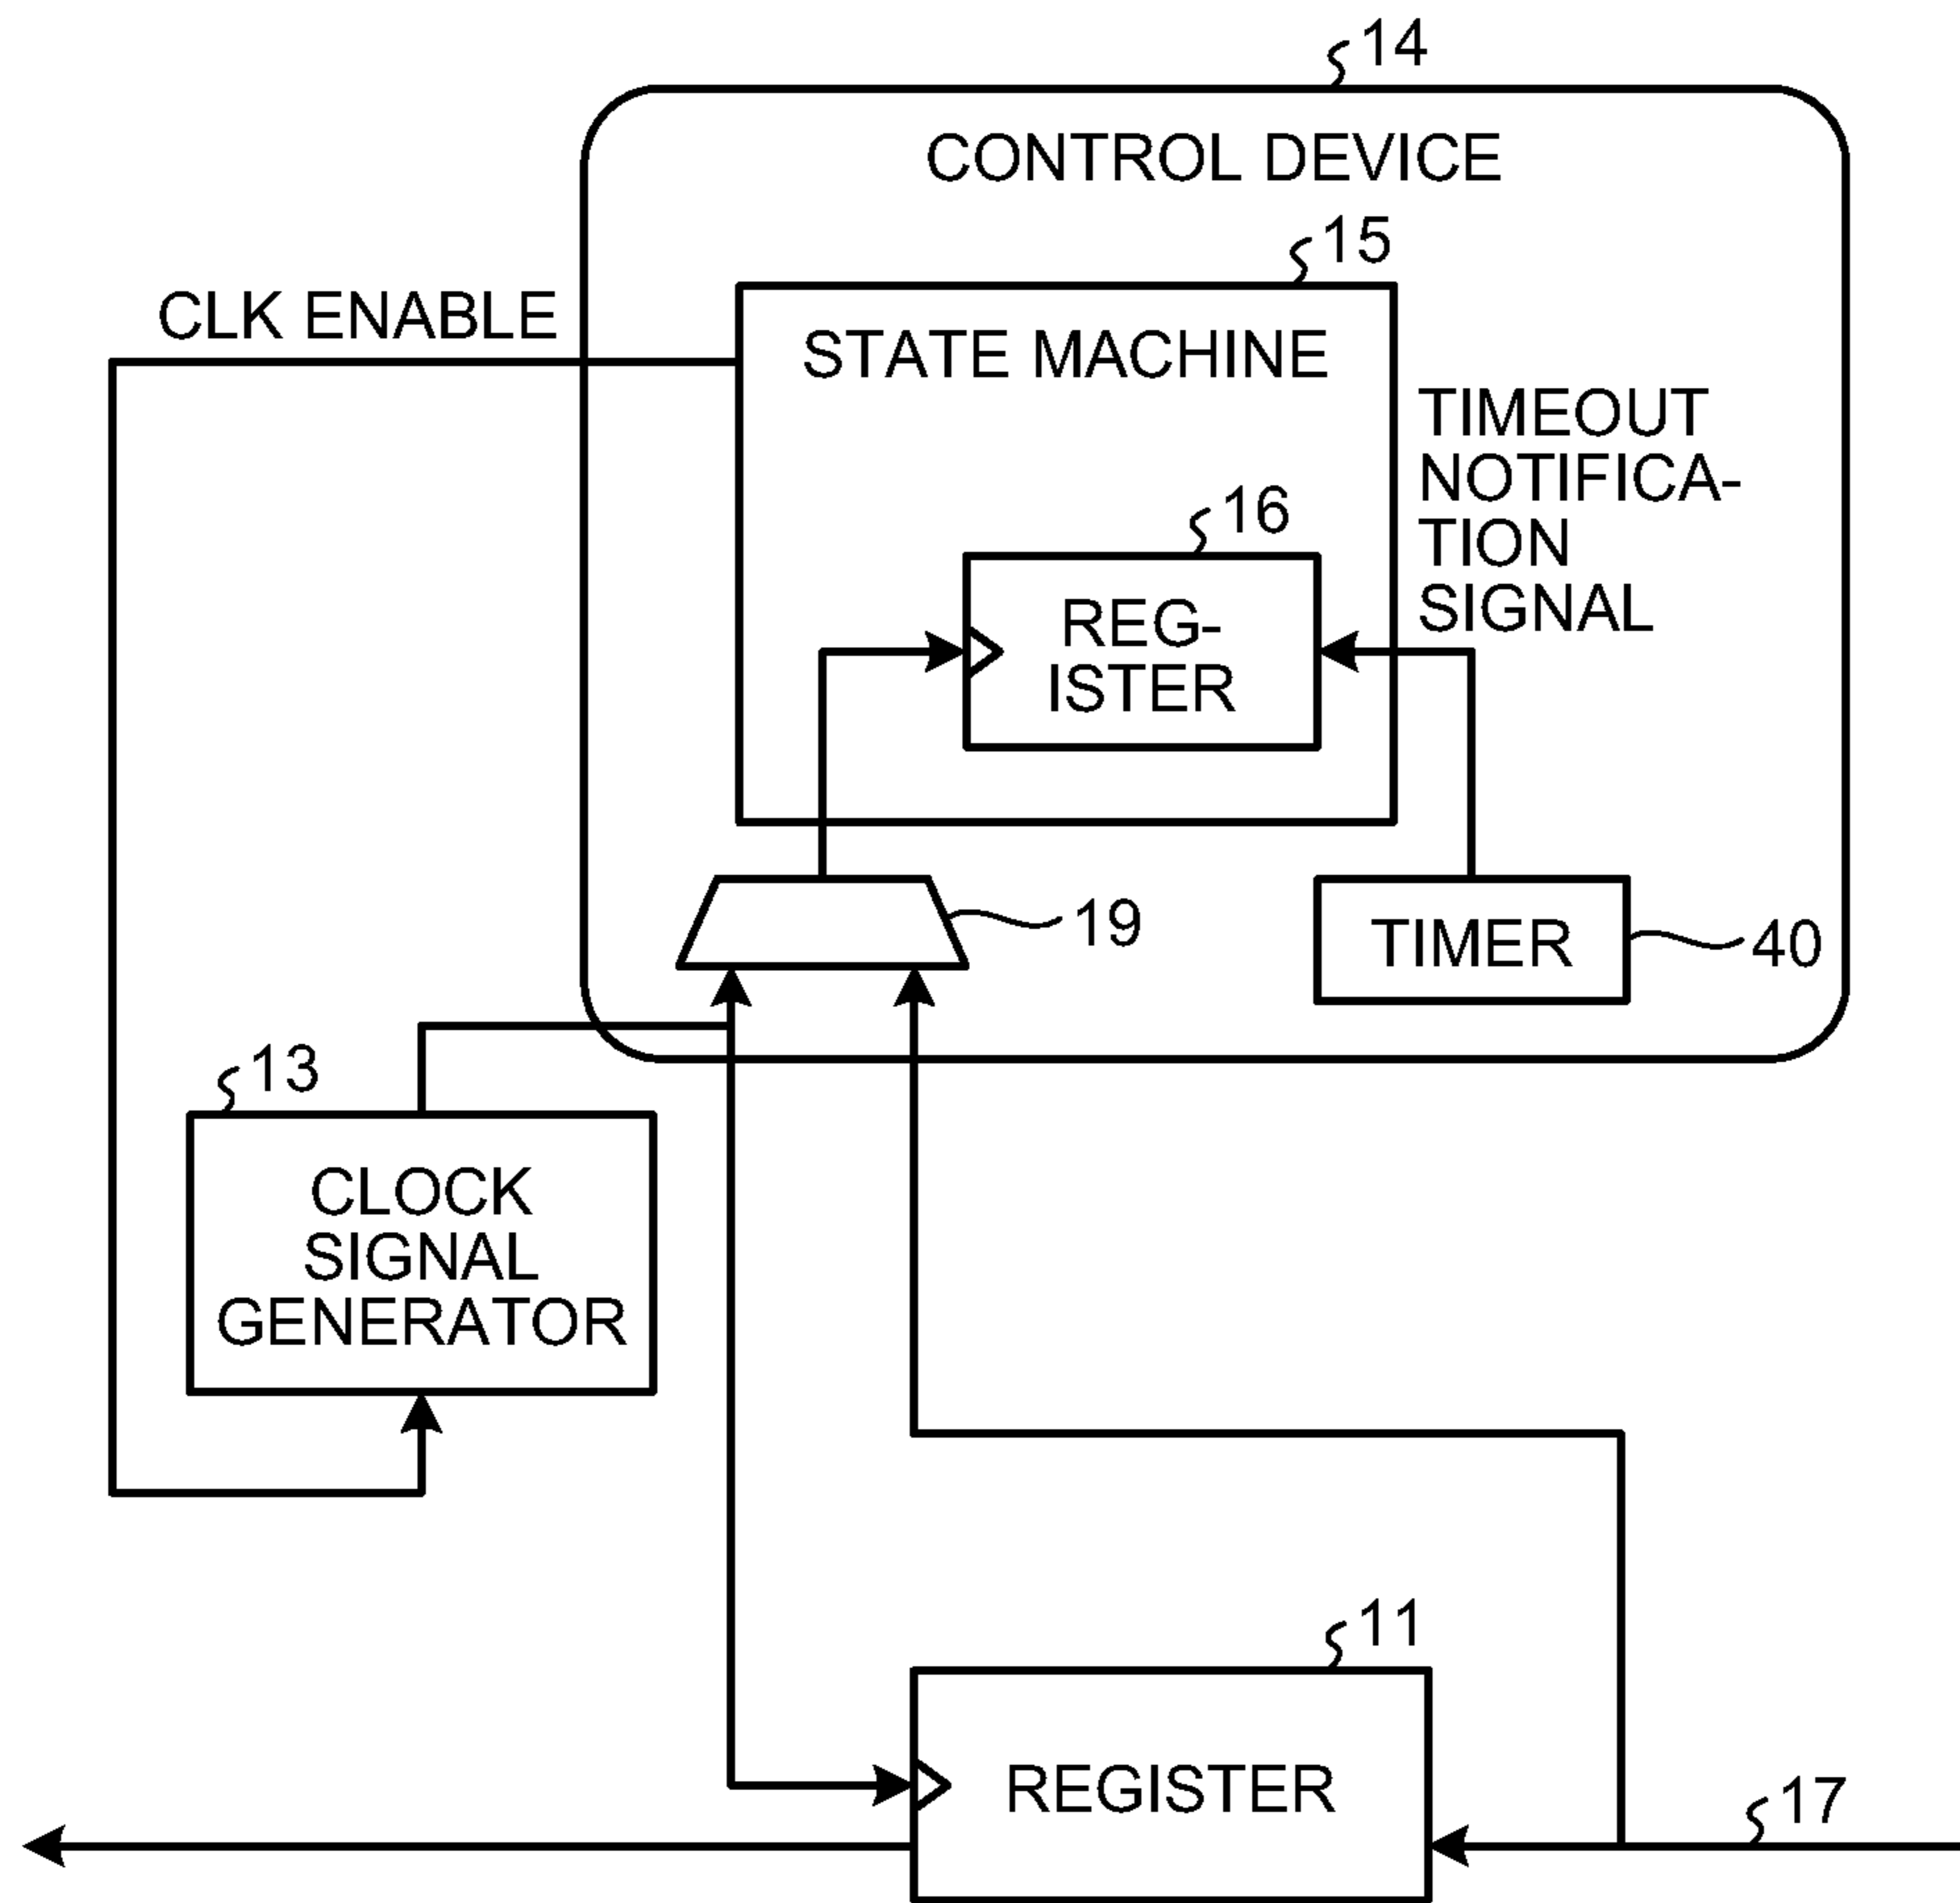 14
CONTROL DEVICE
15
CLK ENABLE
STATE MACHINE
TIMEOUT
NOTIFICA-
TION
SIGNAL
16
REG-
ISTER
19
TIMER
40
13
CLOCK
SIGNAL
GENERATOR
11
REGISTER
17